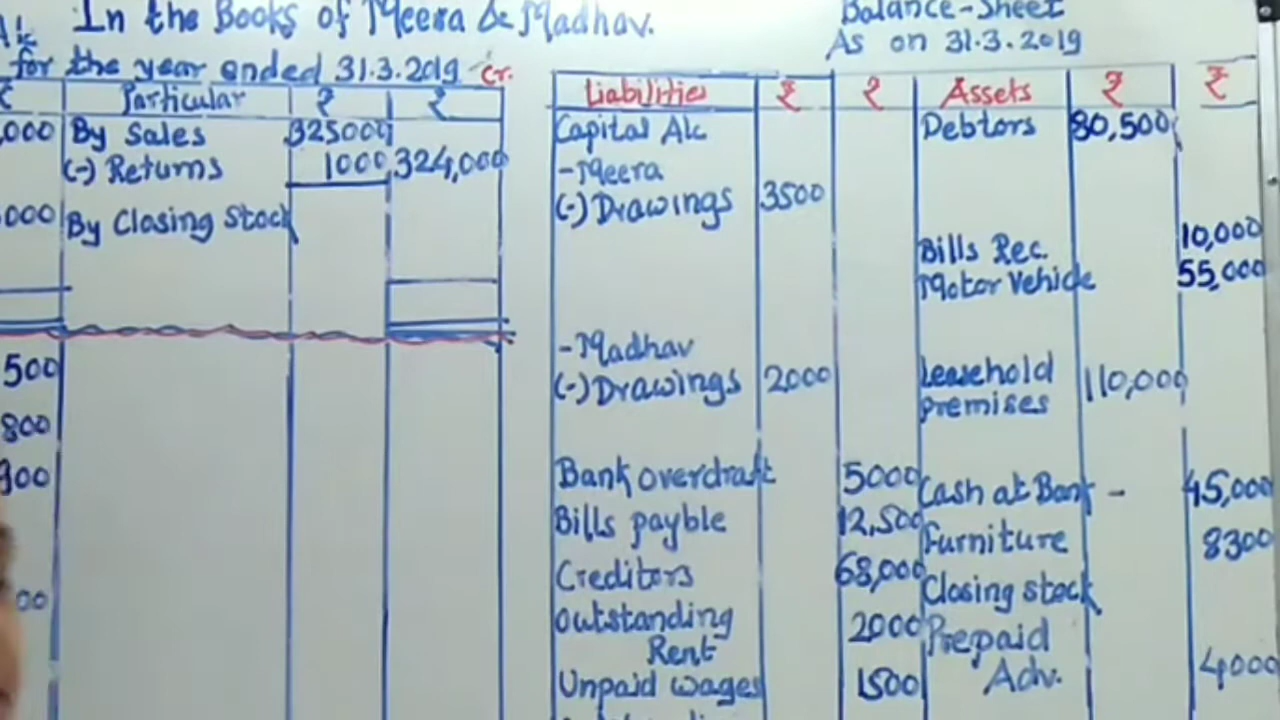 In the Books of Meera & Madhav.
A/c for the year ended 31.3.2019 Cr.
₹ Particular ₹ ₹
,000 By Sales 325000
(-) Returns 1000 324,000
000 By Closing Stock
500
800
900
00
Balance-Sheet
As on 31.3.2019
Liabilities ₹ ₹ Assets ₹ ₹
Capital A/c Debtors 80,500
-Meera
(-) Drawings 3500
Bills Rec. 10,000
Motor Vehicle 55,000
-Madhav
(-) Drawings 2000 Leasehold 110,000
premises
Bank overdraft 5000 Cash at Bank - 45,000
Bills payble 12,500 Furniture 8300
Creditors 68,000 Closing stock
Outstanding 2000 Prepaid
Rent Adv. 4000
Unpaid wages 1500